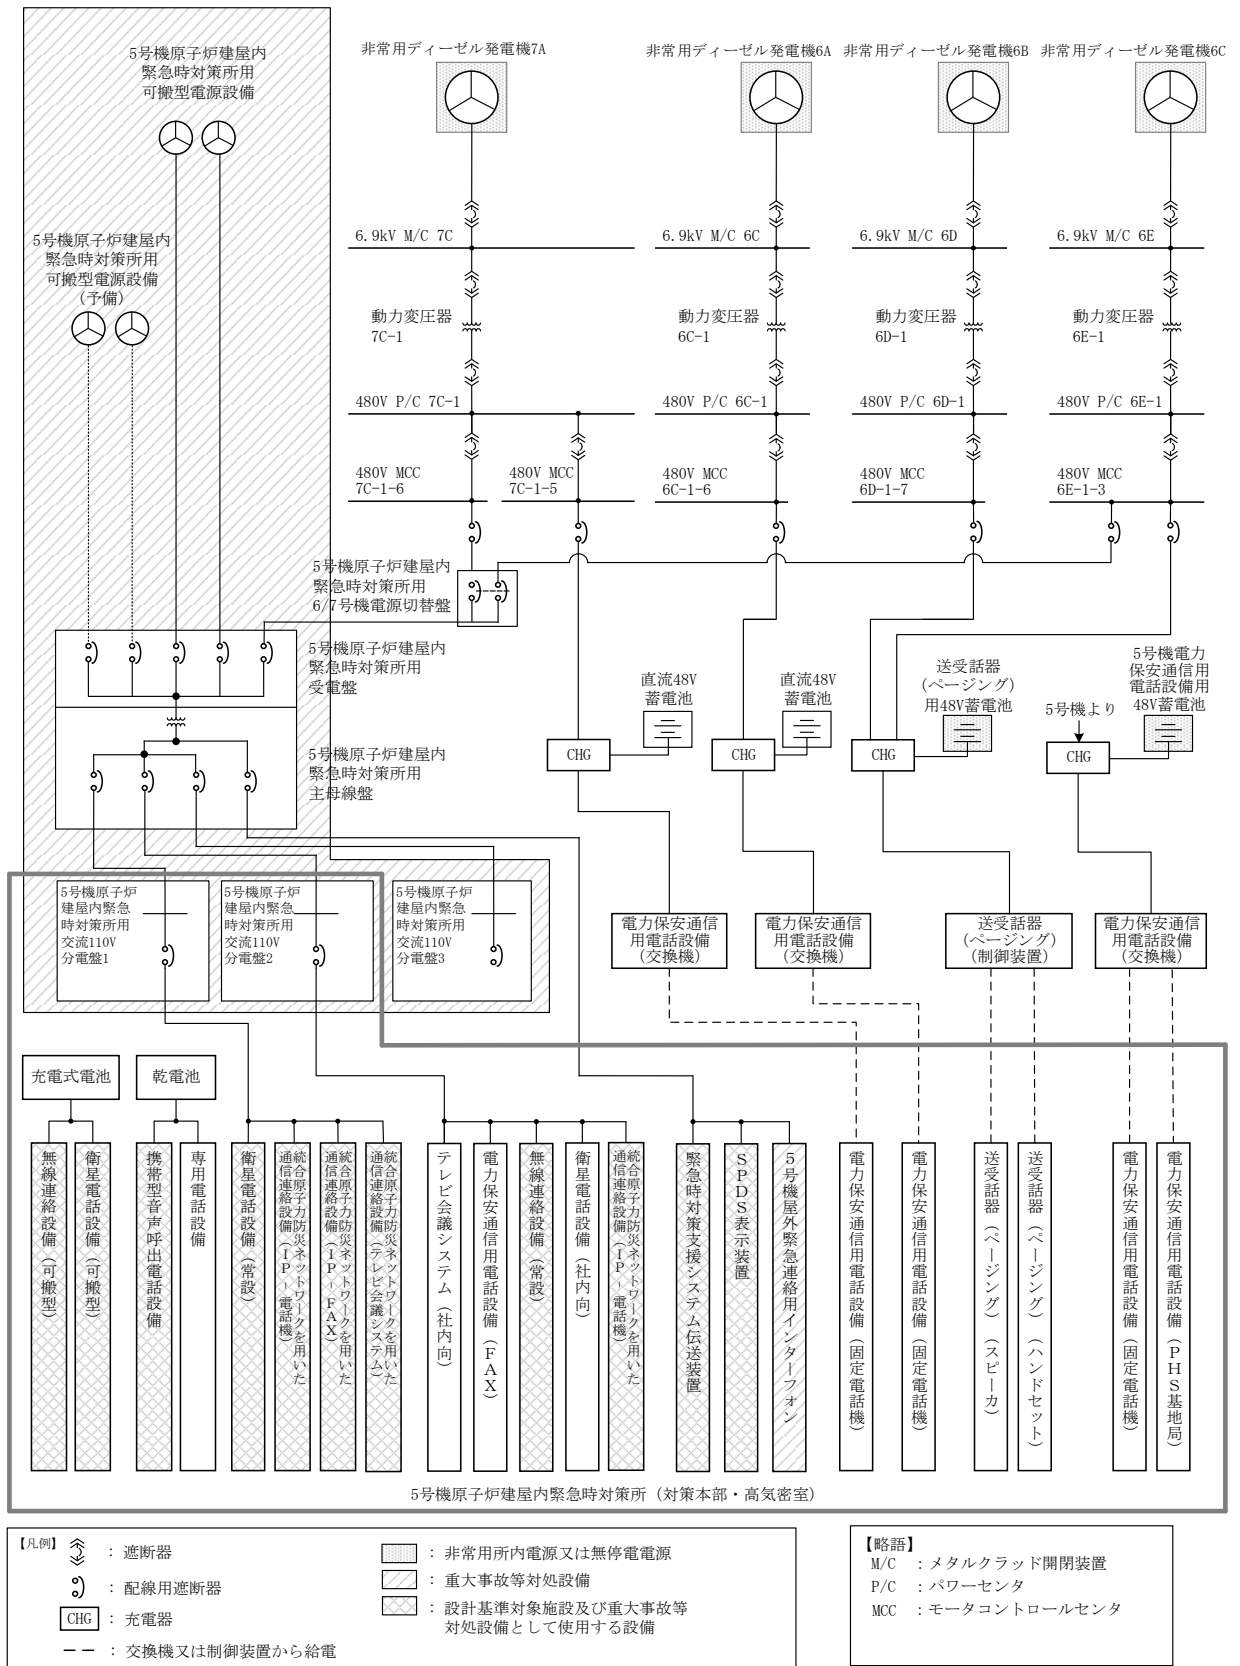 5号機原子炉建屋内
緊急時対策所用
可搬型電源設備
非常用ディーゼル発電機7A
非常用ディーゼル発電機6A
非常用ディーゼル発電機6B
非常用ディーゼル発電機6C
5号機原子炉建屋内
緊急時対策所用
可搬型電源設備
(予備)
6.9kV M/C 7C
6.9kV M/C 6C
6.9kV M/C 6D
6.9kV M/C 6E
動力変圧器
7C-1
動力変圧器
6C-1
動力変圧器
6D-1
動力変圧器
6E-1
480V P/C 7C-1
480V P/C 6C-1
480V P/C 6D-1
480V P/C 6E-1
480V MCC
7C-1-6
480V MCC
7C-1-5
480V MCC
6C-1-6
480V MCC
6D-1-7
480V MCC
6E-1-3
5号機原子炉建屋内
緊急時対策所用
6/7号機電源切替盤
5号機原子炉建屋内
緊急時対策所用
受電盤
5号機原子炉建屋内
緊急時対策所用
主母線盤
直流48V
蓄電池
直流48V
蓄電池
送受話器
(ページング)
用48V蓄電池
5号機電力
保安通信用
電話設備用
48V蓄電池
5号機より
CHG
CHG
CHG
CHG
5号機原子炉
建屋内緊急
時対策所用
交流110V
分電盤1
5号機原子炉
建屋内緊急
時対策所用
交流110V
分電盤2
5号機原子炉
建屋内緊急
時対策所用
交流110V
分電盤3
電力保安通信
用電話設備
(交換機)
電力保安通信
用電話設備
(交換機)
送受話器
(ページング)
(制御装置)
電力保安通信
用電話設備
(交換機)
充電式電池
乾電池
無線連絡設備(可搬型)
衛星電話設備(可搬型)
携帯型音声呼出電話設備
専用電話設備
衛星電話設備(常設)
統合原子力防災ネットワークを用いた
通信連絡設備(IP-電話機)
統合原子力防災ネットワークを用いた
通信連絡設備(IP-FAX)
統合原子力防災ネットワークを用いた
通信連絡設備(テレビ会議システム)
テレビ会議システム(社内向)
電力保安通信用電話設備(FAX)
無線連絡設備(常設)
衛星電話設備(社内向)
統合原子力防災ネットワークを用いた
通信連絡設備(IP-電話機)
緊急時対策支援システム伝送装置
SPDS表示装置
5号機屋外緊急連絡用インターフォン
電力保安通信用電話設備(固定電話機)
電力保安通信用電話設備(固定電話機)
送受話器(ページング)(スピーカ)
送受話器(ページング)(ハンドセット)
電力保安通信用電話設備(固定電話機)
電力保安通信用電話設備(PHS基地局)
5号機原子炉建屋内緊急時対策所(対策本部・高気密室)
【凡例】
:遮断器
:配線用遮断器
CHG:充電器
:交換機又は制御装置から給電
:非常用所内電源又は無停電電源
:重大事故等対処設備
:設計基準対象施設及び重大事故等
対処設備として使用する設備
【略語】
M/C :メタルクラッド開閉装置
P/C :パワーセンタ
MCC :モータコントロールセンタ